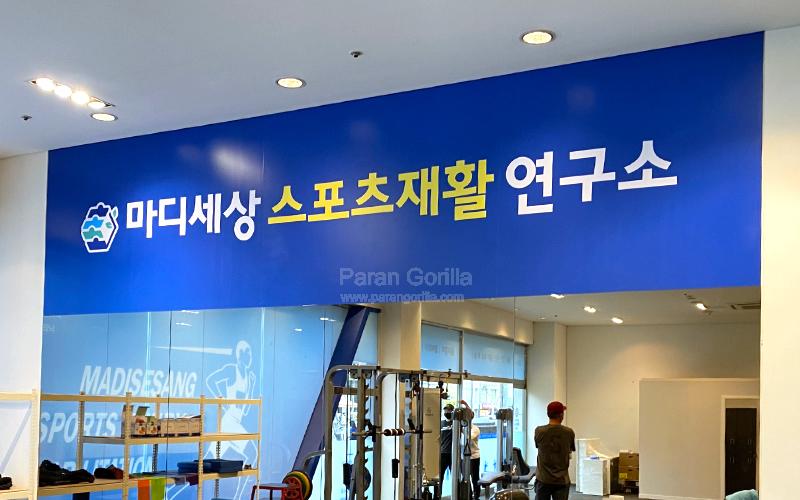 마디세상 스포츠재활 연구소
Paran Gorilla
www.parangorilla.com
MADISESANG
SPORTS